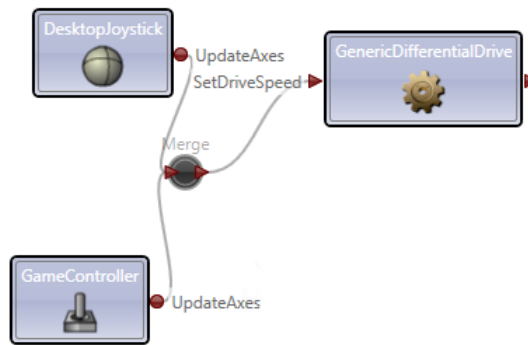 DesktopJoystick
UpdateAxes
SetDriveSpeed
GenericDifferentialDrive
Merge
GameController
UpdateAxes